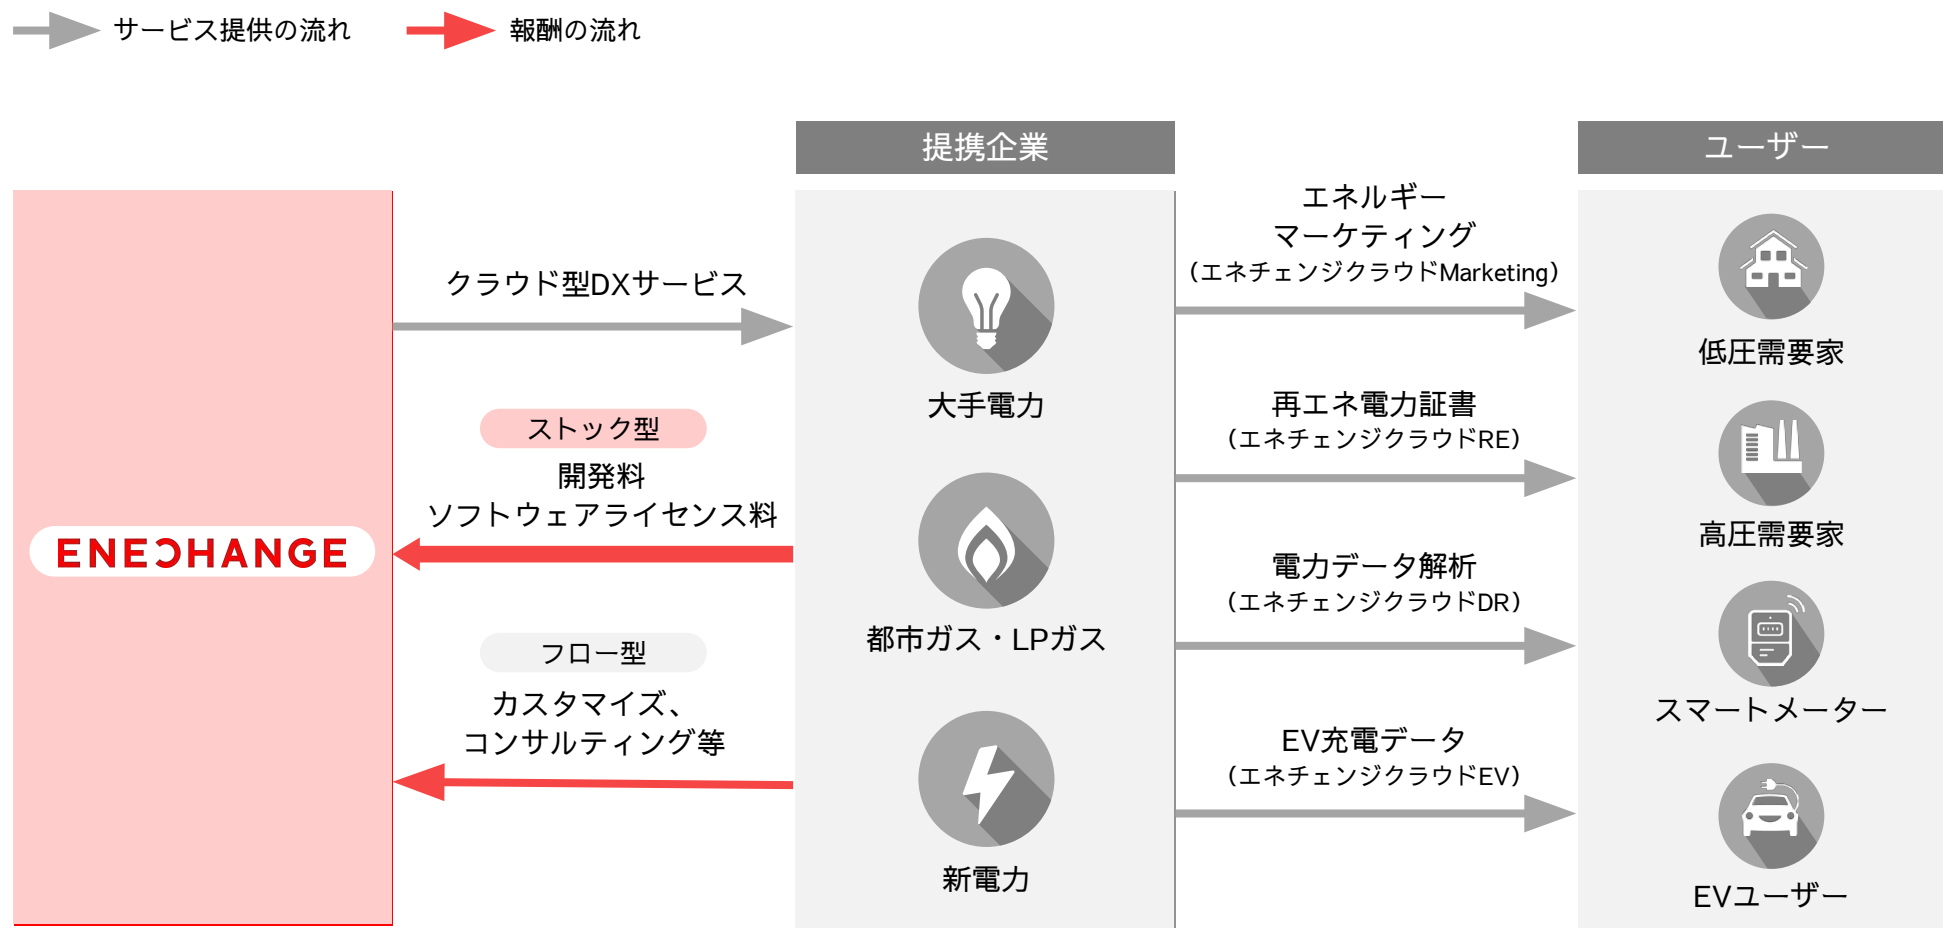 サービス提供の流れ
報酬の流れ
提携企業
ユーザー
ENECHANGE
クラウド型DXサービス
ストック型
開発料
ソフトウェアライセンス料
フロー型
カスタマイズ、
コンサルティング等
大手電力
都市ガス・LPガス
新電力
エネルギー
マーケティング
（エネチェンジクラウドMarketing）
再エネ電力証書
（エネチェンジクラウドRE）
電力データ解析
（エネチェンジクラウドDR）
EV充電データ
（エネチェンジクラウドEV）
低圧需要家
高圧需要家
スマートメーター
EVユーザー